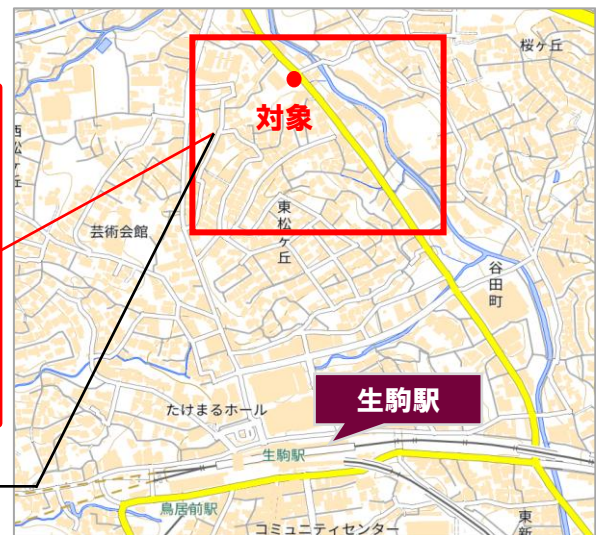 桜ヶ丘
対象
西松ヶ丘
東松ヶ丘
芸術会館
谷田町
生駒駅
たけまるホール
生駒駅
鳥居前駅
コミュニティセンター
東新